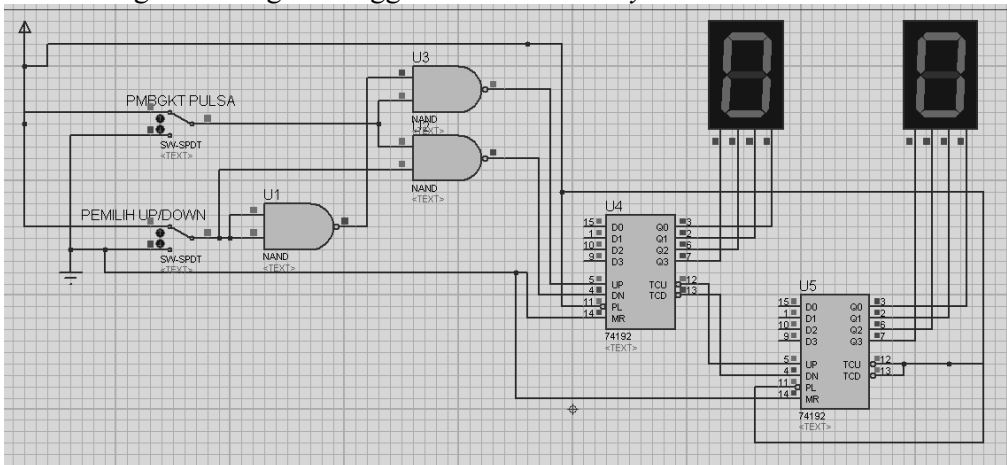 PMBGKT PULSA
SW-SPDT
<TEXT>
PEMILIH UP/DOWN
SW-SPDT
<TEXT>
U1
NAND
<TEXT>
U3
NAND
<TEXT>
U2
NAND
<TEXT>
U4
15 D0 Q0 3
1 D1 Q1 2
10 D2 Q2 6
9 D3 Q3 7
5 UP TCU 12
4 DN TCD 13
11 PL
14 MR
74192
<TEXT>
U5
15 D0 Q0 3
1 D1 Q1 2
10 D2 Q2 6
9 D3 Q3 7
5 UP TCU 12
4 DN TCD 13
11 PL
14 MR
74192
<TEXT>